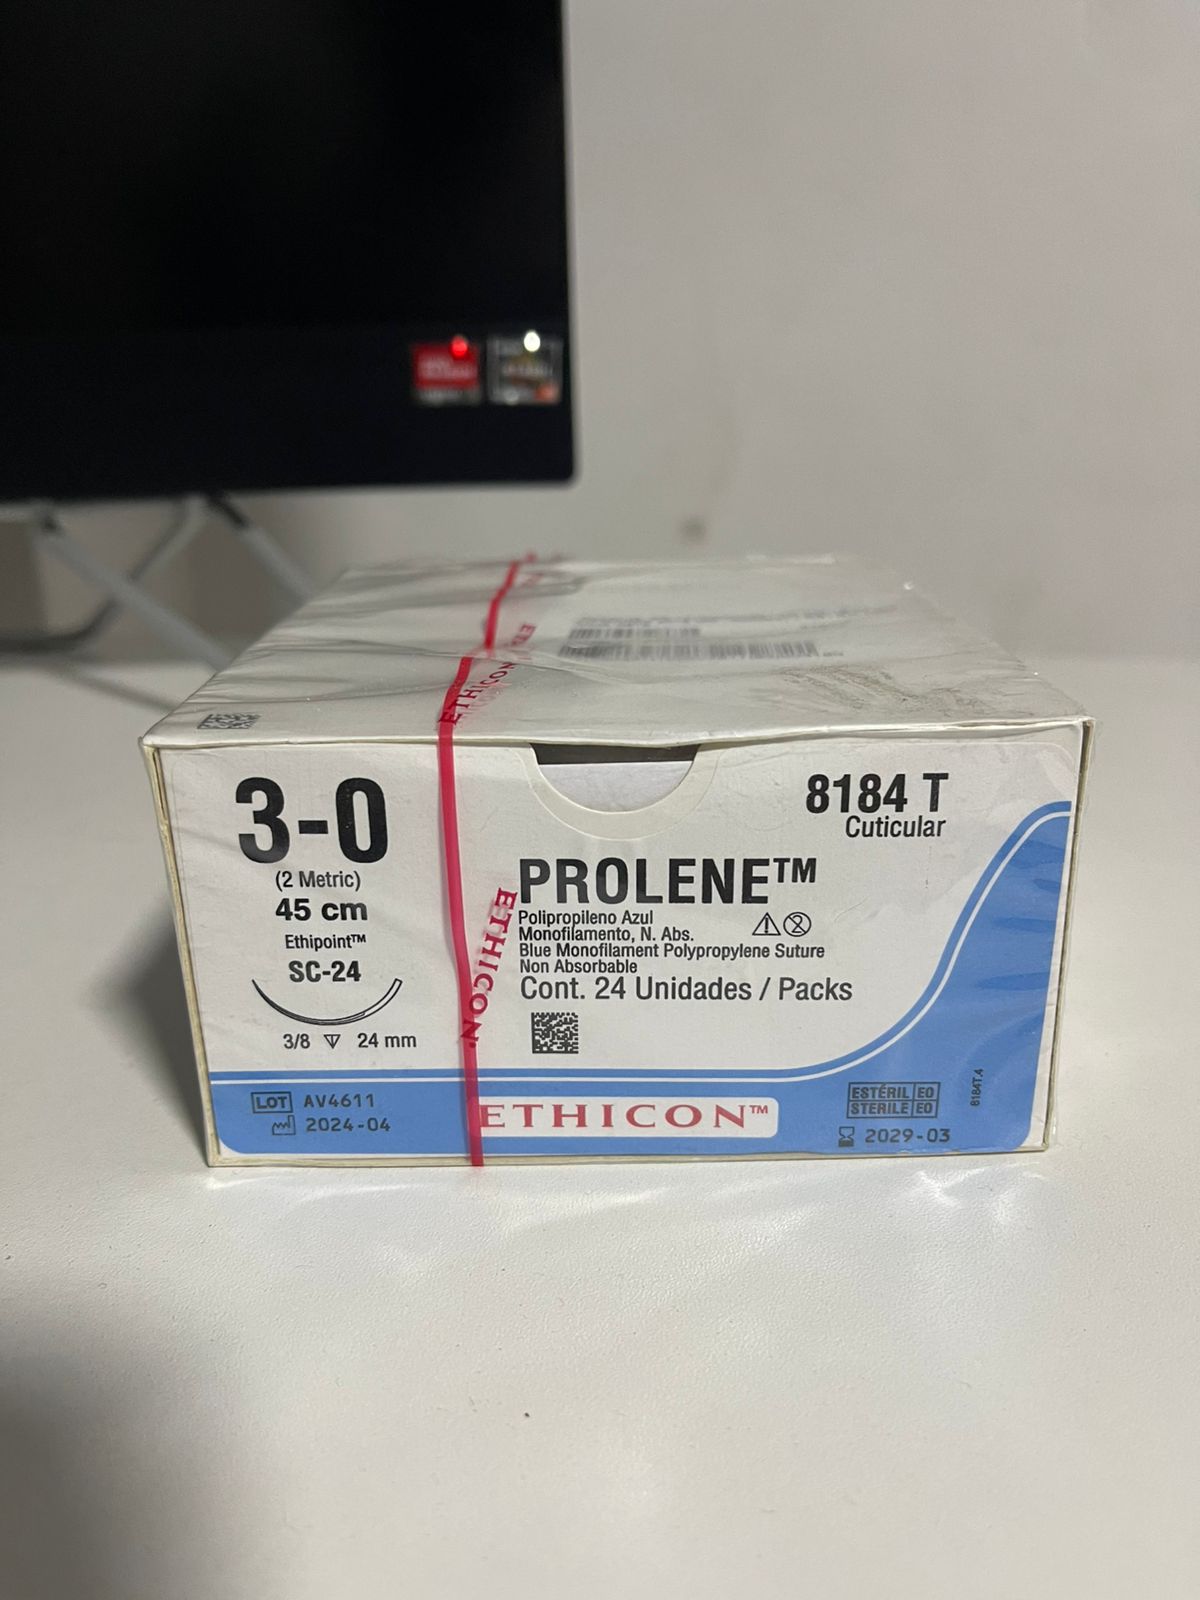 3-0
(2 Metric)
45 cm
Ethipoint™
SC-24
3/8 24 mm
8184 T
Cuticular
PROLENE™
Polipropileno Azul
Monofilamento, N. Abs.
Blue Monofilament Polypropylene Suture
Non Absorbable
Cont. 24 Unidades / Packs
LOT AV4611
2024-04
ETHICON™
ESTÉRIL EO
STERILE EO
2029-03
8184T.4
ETHICON
ETHICON.